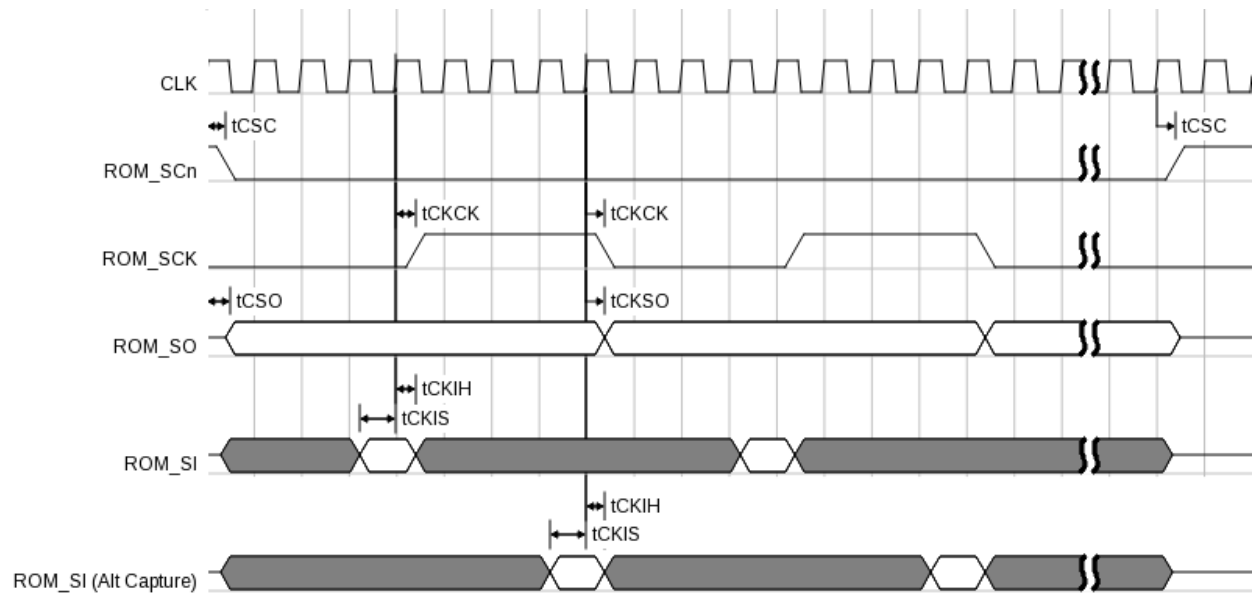 CLK
tCSC
tCSC
ROM_SCn
tCKCK
tCKCK
ROM_SCK
tCSO
tCKSO
ROM_SO
tCKIH
tCKIS
ROM_SI
tCKIH
tCKIS
ROM_SI (Alt Capture)